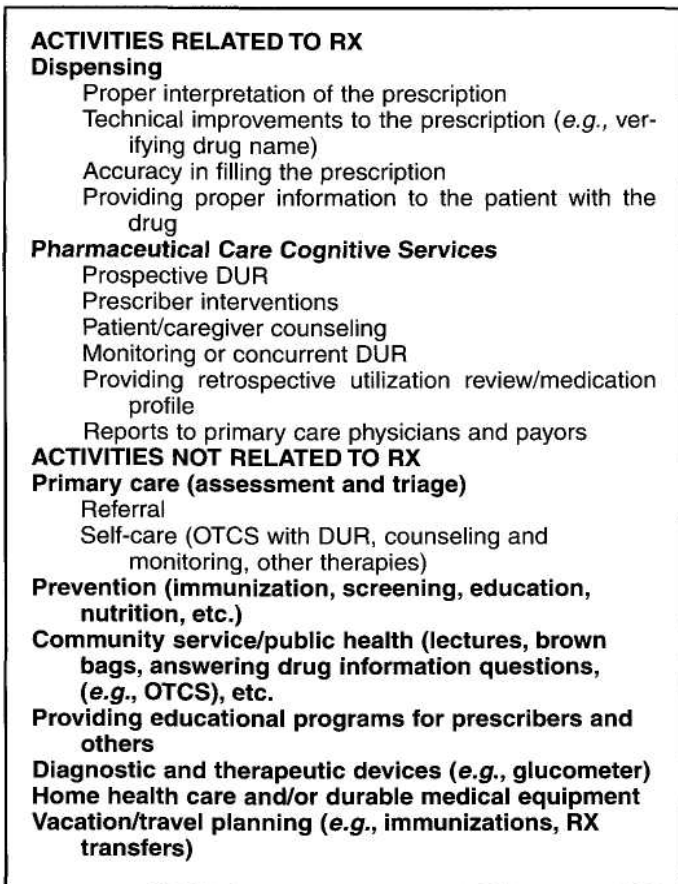 ACTIVITIES RELATED TO RX
Dispensing
Proper interpretation of the prescription
Technical improvements to the prescription (e.g., ver-
ifying drug name)
Accuracy in filling the prescription
Providing proper information to the patient with the
drug
Pharmaceutical Care Cognitive Services
Prospective DUR
Prescriber interventions
Patient/caregiver counseling
Monitoring or concurrent DUR
Providing retrospective utilization review/medication
profile
Reports to primary care physicians and payors
ACTIVITIES NOT RELATED TO RX
Primary care (assessment and triage)
Referral
Self-care (OTCS with DUR, counseling and
monitoring, other therapies)
Prevention (immunization, screening, education,
nutrition, etc.)
Community service/public health (lectures, brown
bags, answering drug information questions,
(e.g., OTCS), etc.
Providing educational programs for prescribers and
others
Diagnostic and therapeutic devices (e.g., glucometer)
Home health care and/or durable medical equipment
Vacation/travel planning (e.g., immunizations, RX
transfers)